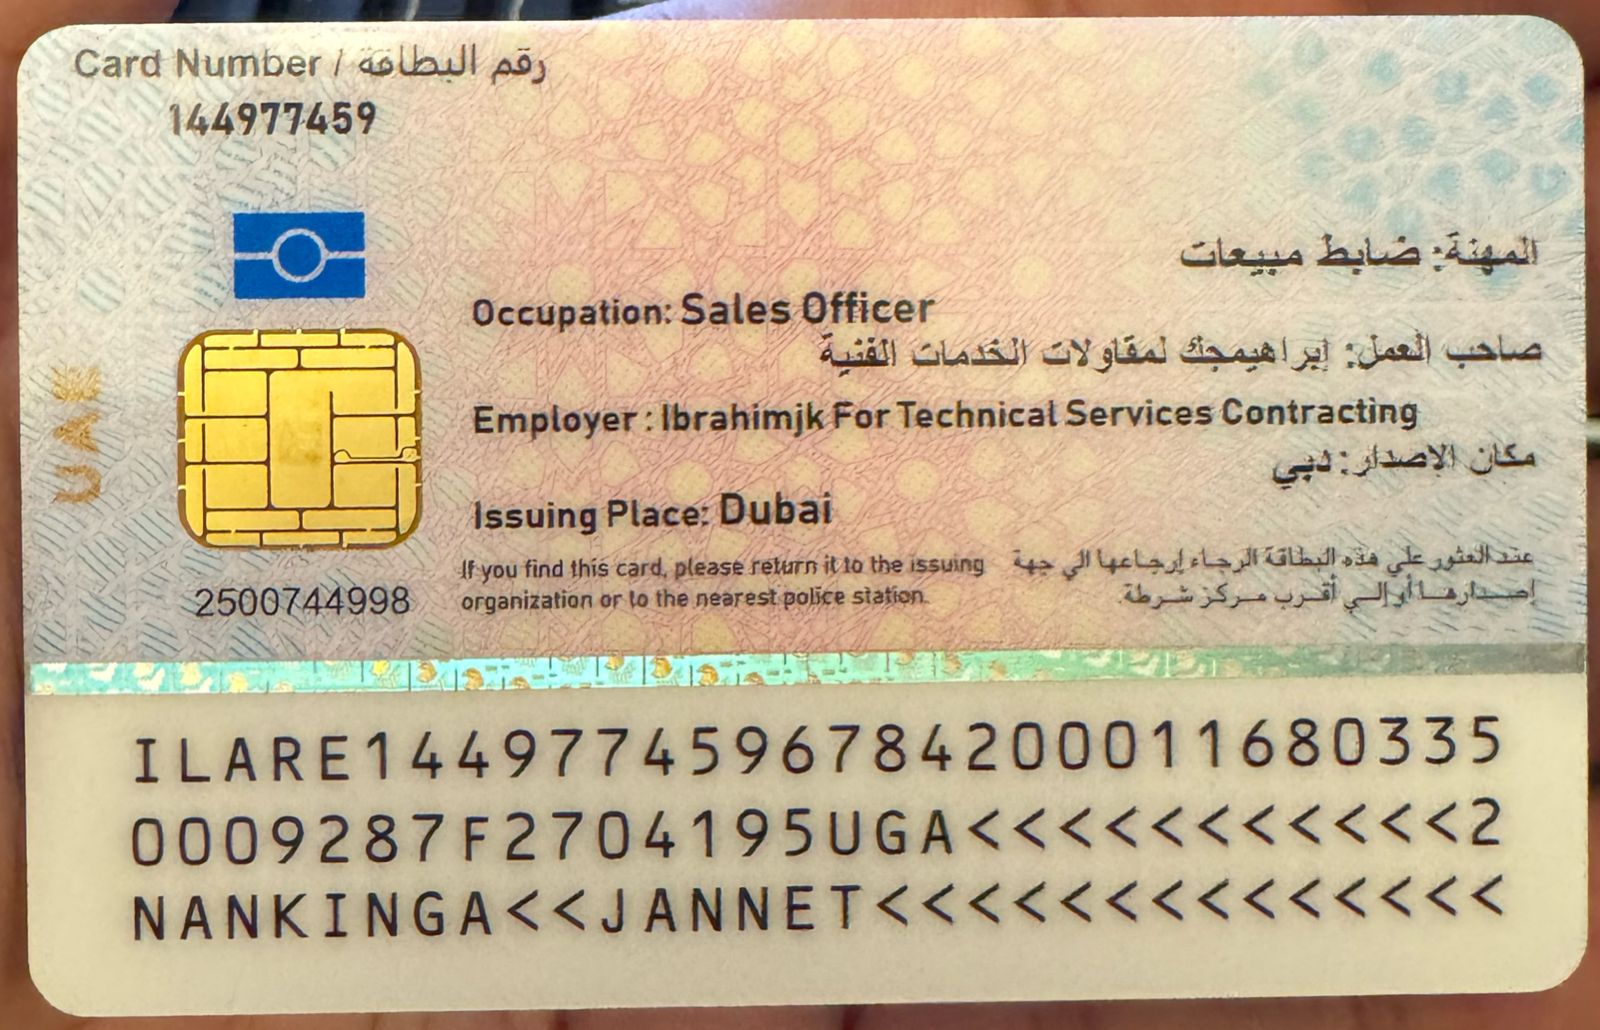 Card Number / رقم البطاقة
144977459
المهنة: ضابط مبيعات
Occupation: Sales Officer
صاحب العمل: إبراهيمجك لمقاولات الخدمات الفنية
Employer : Ibrahimjk For Technical Services Contracting
مكان الإصدار: دبي
Issuing Place: Dubai
UAE
If you find this card, please return it to the issuing
organization or to the nearest police station.
عند العثور علي هذه البطاقة الرجاء إرجاعها الي جهة
إصدارها أو إلي أقرب مركز شرطة.
2500744998
ILARE1449774596784200011680335
0009287F2704195UGA<<<<<<<<<<<2
NANKINGA<<JANNET<<<<<<<<<<<<<<